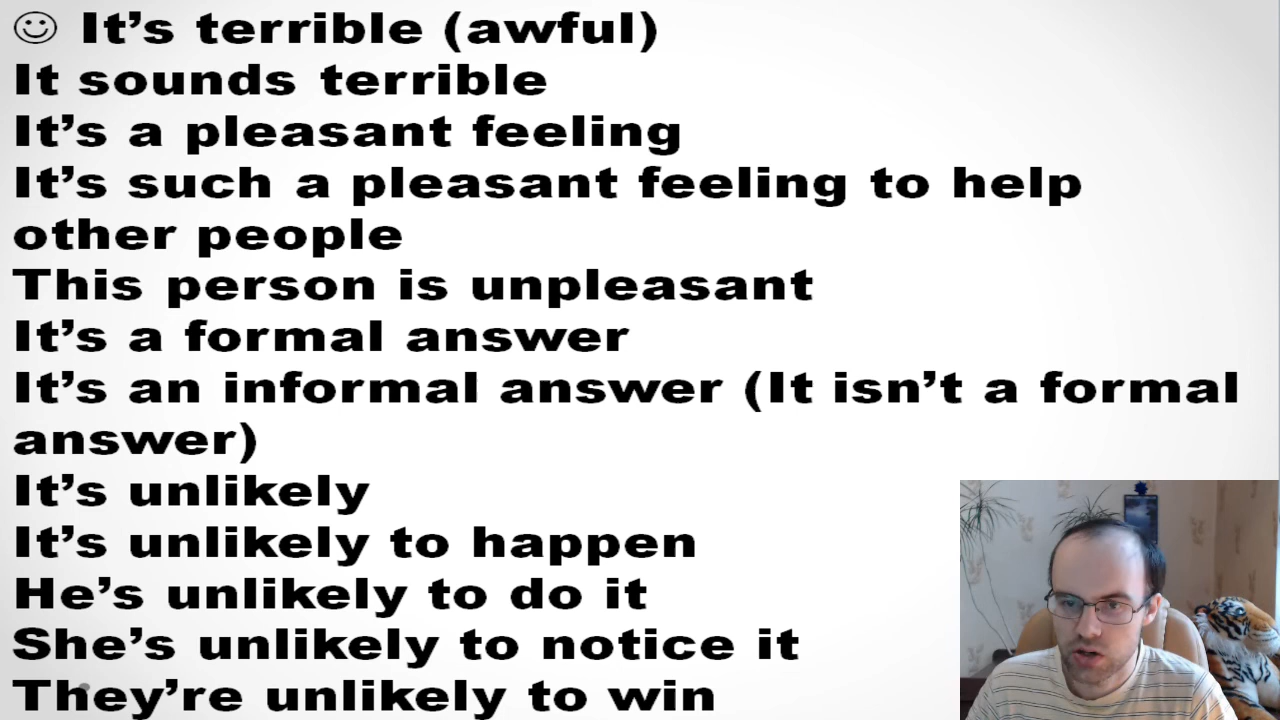 ☺ It’s terrible (awful)
It sounds terrible
It’s a pleasant feeling
It’s such a pleasant feeling to help
other people
This person is unpleasant
It’s a formal answer
It’s an informal answer (It isn’t a formal
answer)
It’s unlikely
It’s unlikely to happen
He’s unlikely to do it
She’s unlikely to notice it
They’re unlikely to win